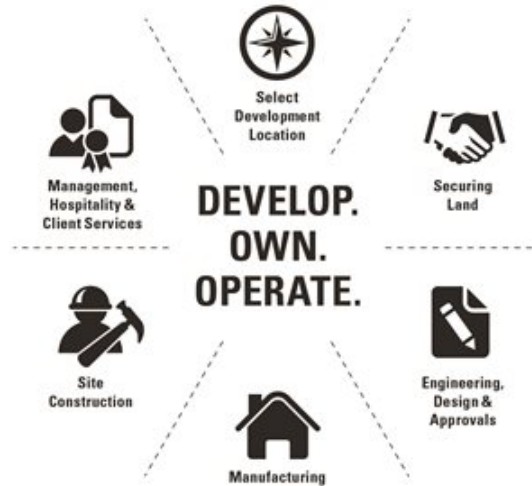 Select
Development
Location
Securing
Land
Engineering,
Design &
Approvals
Manufacturing
Site
Construction
Management,
Hospitality &
Client Services
DEVELOP.
OWN.
OPERATE.